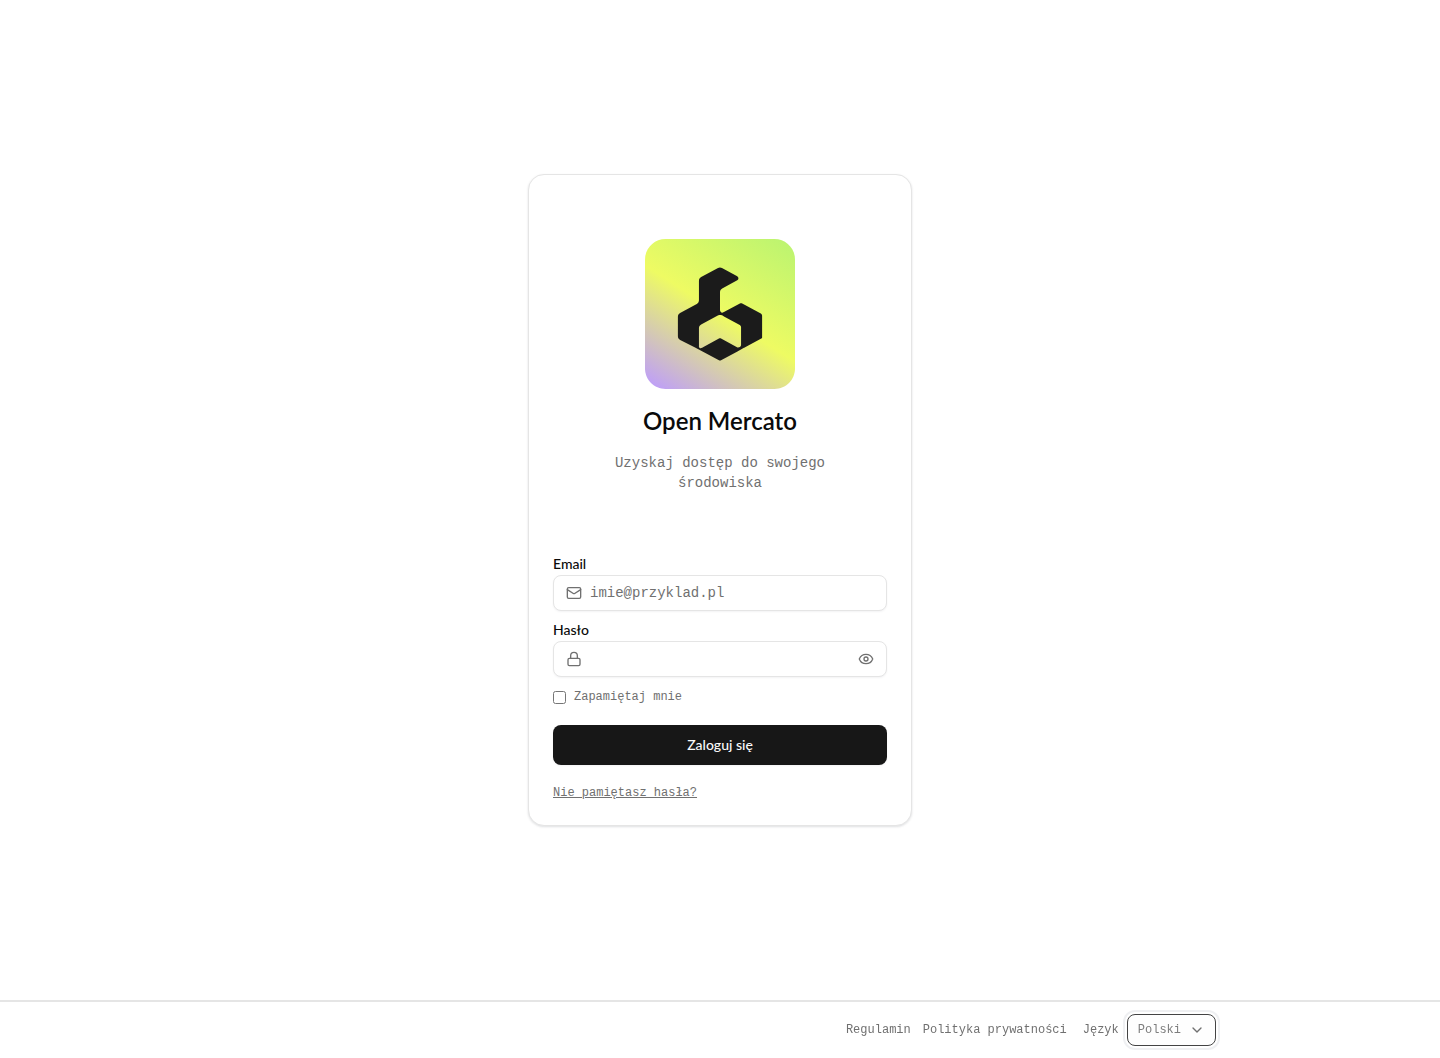 Open Mercato
Uzyskaj dostęp do swojego
środowiska
Email
imie@przyklad.pl
Hasło
Zapamiętaj mnie
Zaloguj się
Nie pamiętasz hasła?
Regulamin Polityka prywatności Język Polski